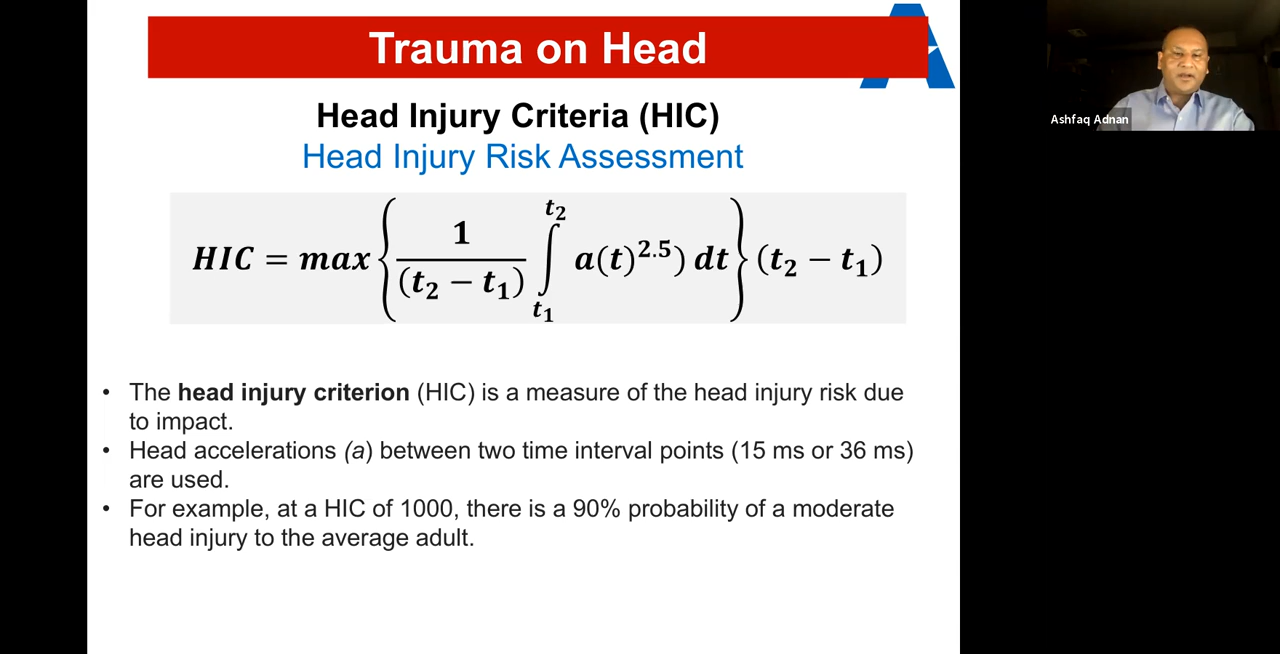 Trauma on Head
Head Injury Criteria (HIC)
Head Injury Risk Assessment
HIC = max { 1/(t₂ − t₁) ∫_{t₁}^{t₂} a(t)^{2.5}) dt } (t₂ − t₁)
• The head injury criterion (HIC) is a measure of the head injury risk due
to impact.
• Head accelerations (a) between two time interval points (15 ms or 36 ms)
are used.
• For example, at a HIC of 1000, there is a 90% probability of a moderate
head injury to the average adult.
Ashfaq Adnan